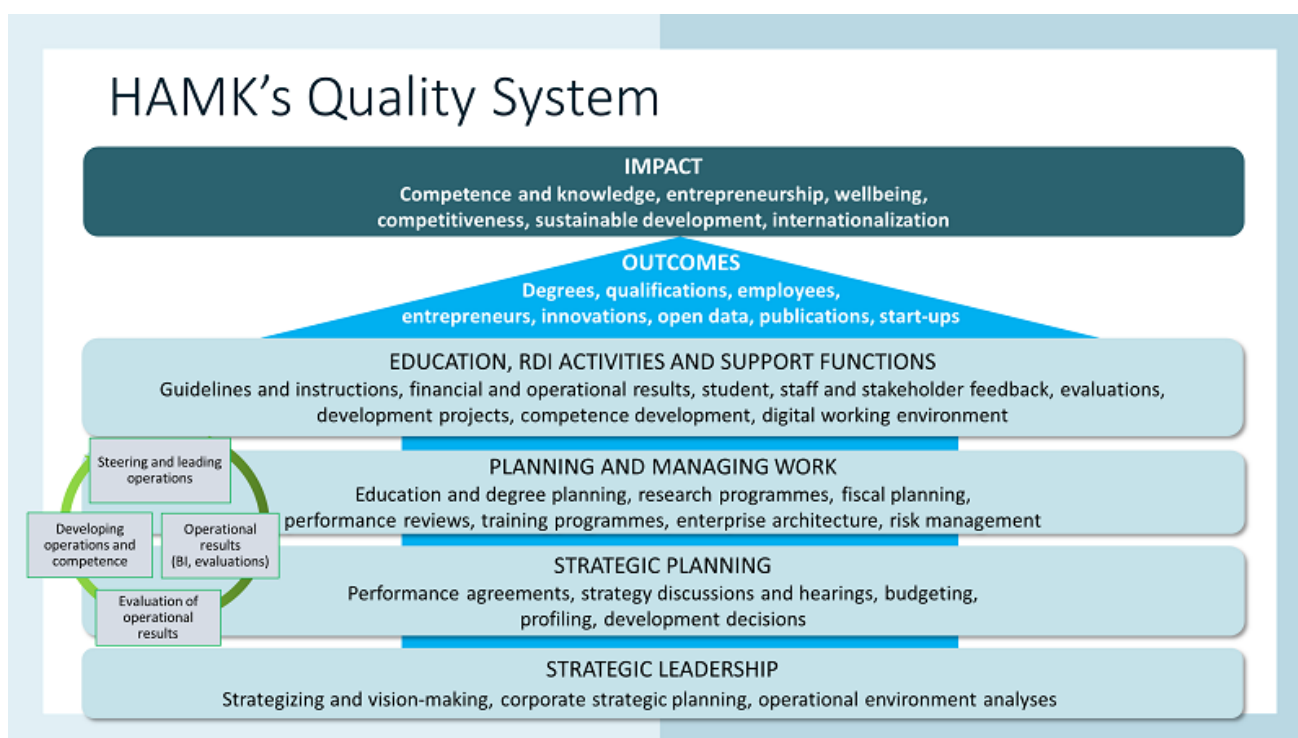 HAMK’s Quality System
IMPACT
Competence and knowledge, entrepreneurship, wellbeing,
competitiveness, sustainable development, internationalization
OUTCOMES
Degrees, qualifications, employees,
entrepreneurs, innovations, open data, publications, start-ups
EDUCATION, RDI ACTIVITIES AND SUPPORT FUNCTIONS
Guidelines and instructions, financial and operational results, student, staff and stakeholder feedback, evaluations,
development projects, competence development, digital working environment
PLANNING AND MANAGING WORK
Education and degree planning, research programmes, fiscal planning,
performance reviews, training programmes, enterprise architecture, risk management
STRATEGIC PLANNING
Performance agreements, strategy discussions and hearings, budgeting,
profiling, development decisions
STRATEGIC LEADERSHIP
Strategizing and vision-making, corporate strategic planning, operational environment analyses
Steering and leading
operations
Operational
results
(BI, evaluations)
Evaluation of
operational
results
Developing
operations and
competence